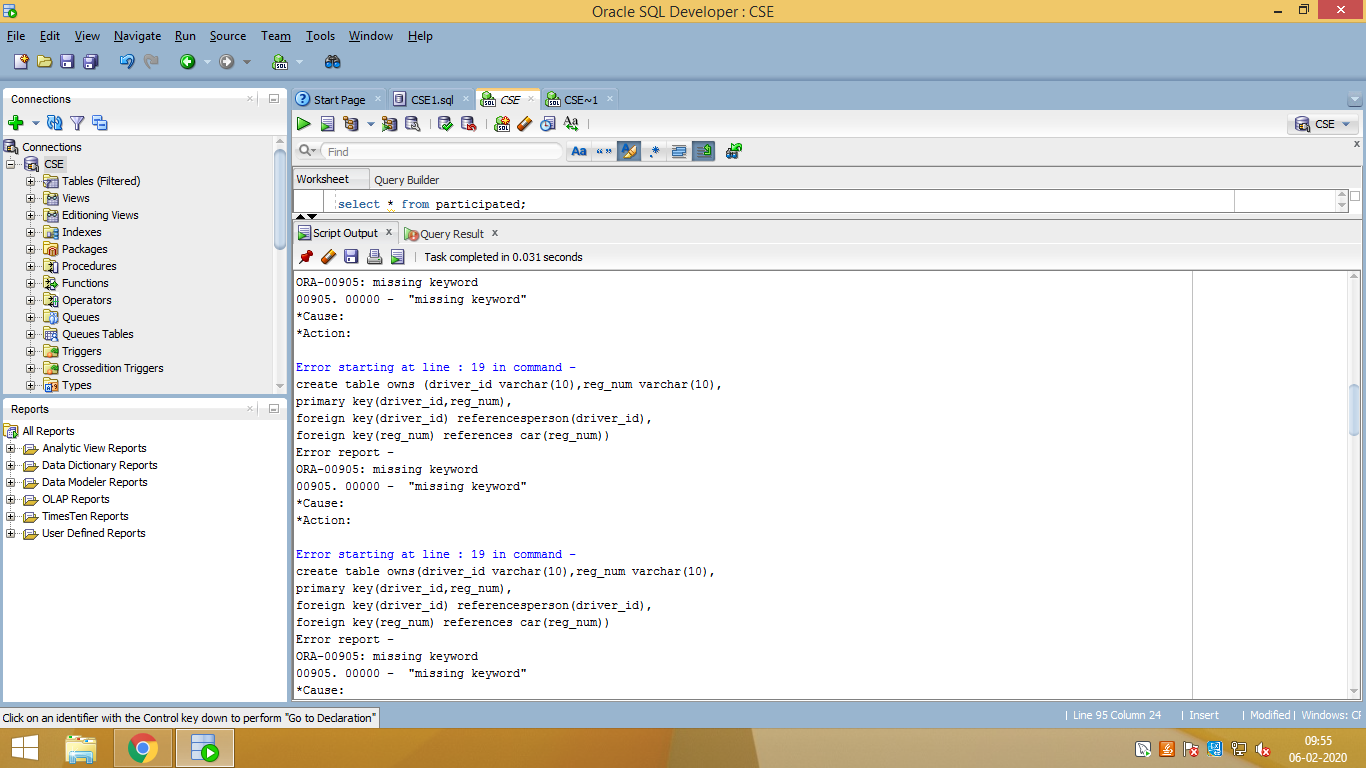 Oracle SQL Developer : CSE
File Edit View Navigate Run Source Team Tools Window Help
Connections
Connections
CSE
Tables (Filtered)
Views
Editioning Views
Indexes
Packages
Procedures
Functions
Operators
Queues
Queues Tables
Triggers
Crossedition Triggers
Types
Reports
All Reports
Analytic View Reports
Data Dictionary Reports
Data Modeler Reports
OLAP Reports
TimesTen Reports
User Defined Reports
Start Page CSE1.sql CSE CSE~1
CSE
Find
Worksheet Query Builder
select * from participated;
Script Output Query Result
Task completed in 0.031 seconds
ORA-00905: missing keyword
00905. 00000 -  "missing keyword"
*Cause:
*Action:
Error starting at line : 19 in command -
create table owns (driver_id varchar(10),reg_num varchar(10),
primary key(driver_id,reg_num),
foreign key(driver_id) referencesperson(driver_id),
foreign key(reg_num) references car(reg_num))
Error report -
ORA-00905: missing keyword
00905. 00000 -  "missing keyword"
*Cause:
*Action:
Error starting at line : 19 in command -
create table owns(driver_id varchar(10),reg_num varchar(10),
primary key(driver_id,reg_num),
foreign key(driver_id) referencesperson(driver_id),
foreign key(reg_num) references car(reg_num))
Error report -
ORA-00905: missing keyword
00905. 00000 -  "missing keyword"
*Cause:
Click on an identifier with the Control key down to perform "Go to Declaration"
Line 95 Column 24 Insert Modified Windows: CF
09:55
06-02-2020